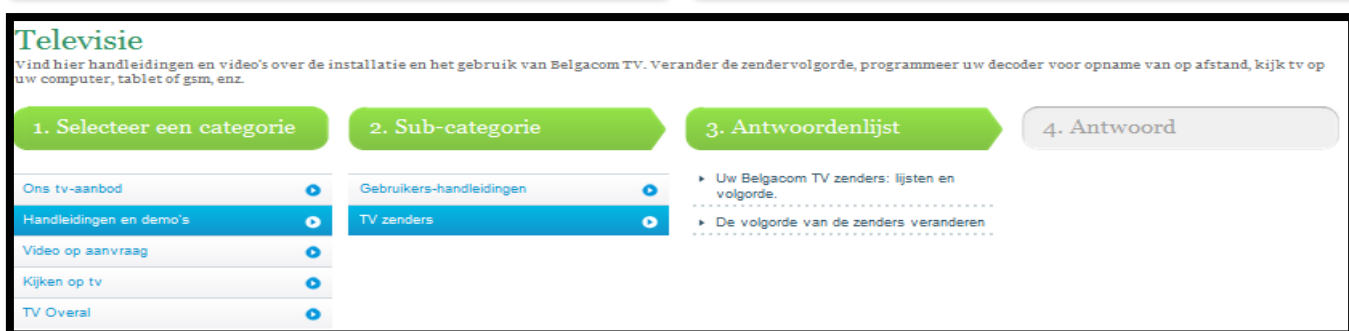 Televisie
Vind hier handleidingen en video's over de installatie en het gebruik van Belgacom TV. Verander de zendervolgorde, programmeer uw decoder voor opname van op afstand, kijk tv op
uw computer, tablet of gsm, enz.
1. Selecteer een categorie
2. Sub-categorie
3. Antwoordenlijst
4. Antwoord
Ons tv-aanbod
Handleidingen en demo's
Video op aanvraag
Kijken op tv
TV Overal
Gebruikers-handleidingen
TV zenders
Uw Belgacom TV zenders: lijsten en
volgorde.
De volgorde van de zenders veranderen